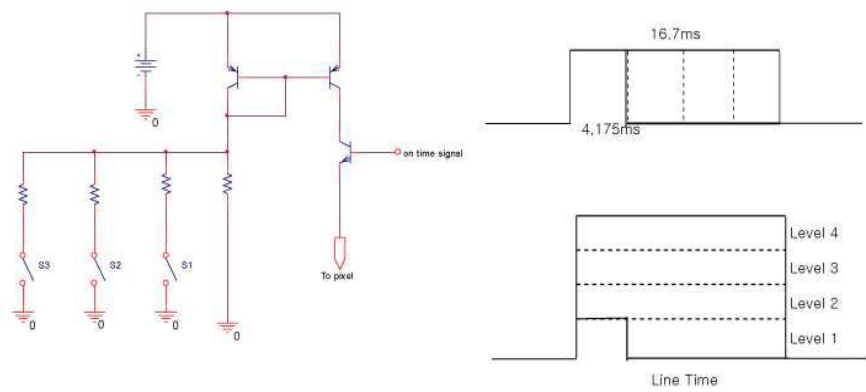 +
-
0
on time signal
S3
S2
S1
To pixel
0
0
0
0
16.7ms
4,175ms
Level 4
Level 3
Level 2
Level 1
Line Time